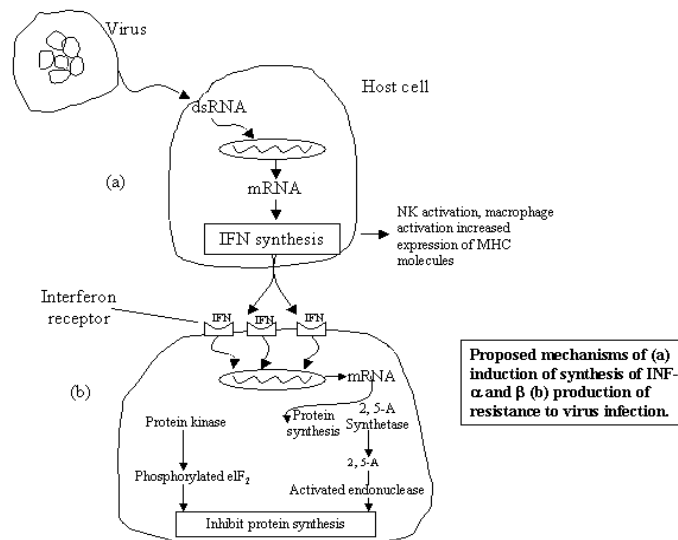 Virus
Host cell
dsRNA
(a)
mRNA
IFN synthesis
NK activation, macrophage
activation increased
expression of MHC
molecules
Interferon
receptor
IFN
IFN
IFN
(b)
mRNA
Protein
synthesis
2, 5-A
Synthetase
Protein kinase
2, 5-A
Phosphorylated eIF2
Activated endonuclease
Inhibit protein synthesis
Proposed mechanisms of (a)
induction of synthesis of INF-
α and β (b) production of
resistance to virus infection.